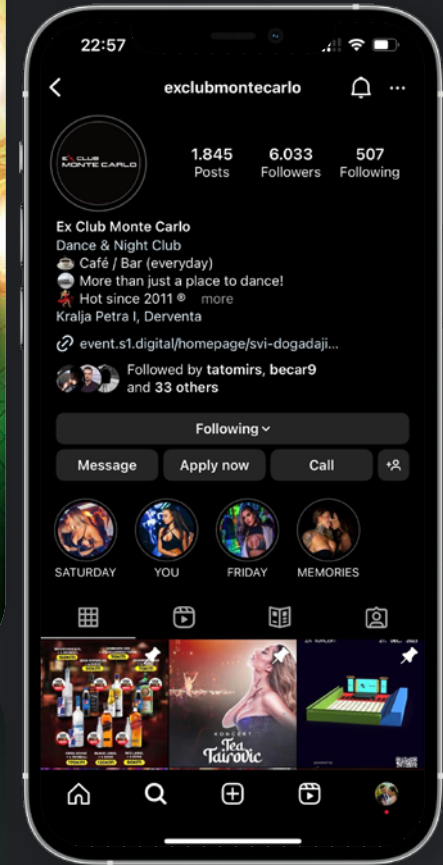 22:57
exclubmontecarlo
EX CLUB
MONTE CARLO
1.845 6.033 507
Posts Followers Following
Ex Club Monte Carlo
Dance & Night Club
☕ Café / Bar (everyday)
More than just a place to dance!
💃 Hot since 2011 ® more
Kralja Petra I, Derventa
event.s1.digital/homepage/svi-dogadaji...
Followed by tatomirs, becar9
and 33 others
Following
Message Apply now Call
SATURDAY YOU FRIDAY MEMORIES
KONCERT
Tea
Tairovic